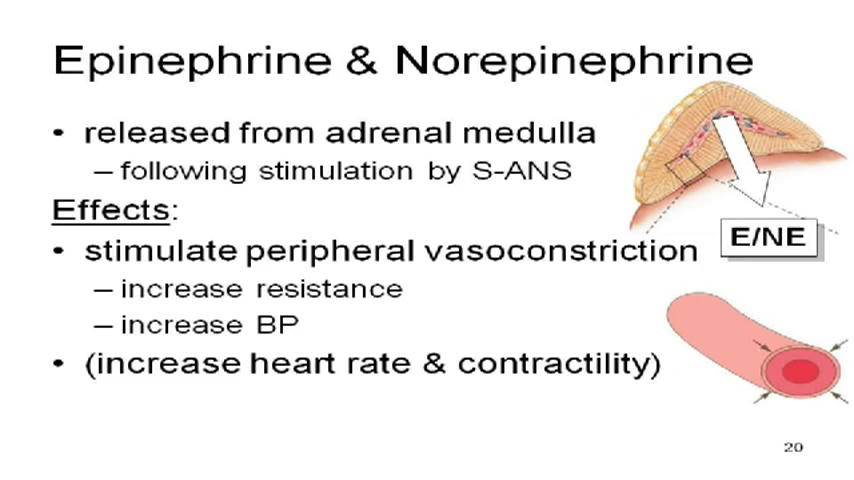 Epinephrine & Norepinephrine
• released from adrenal medulla
– following stimulation by S-ANS
Effects:
• stimulate peripheral vasoconstriction
– increase resistance
– increase BP
• (increase heart rate & contractility)
E/NE
20